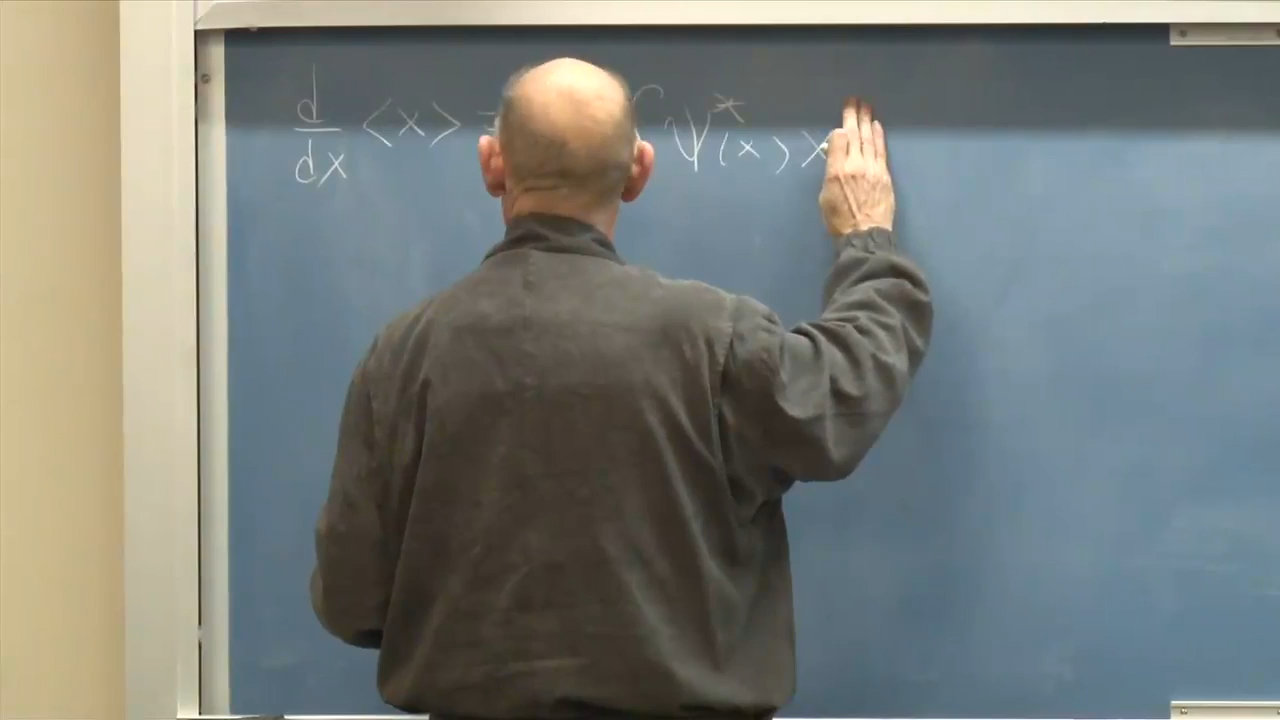 d/dx <x> = ∫ ψ*(x) x